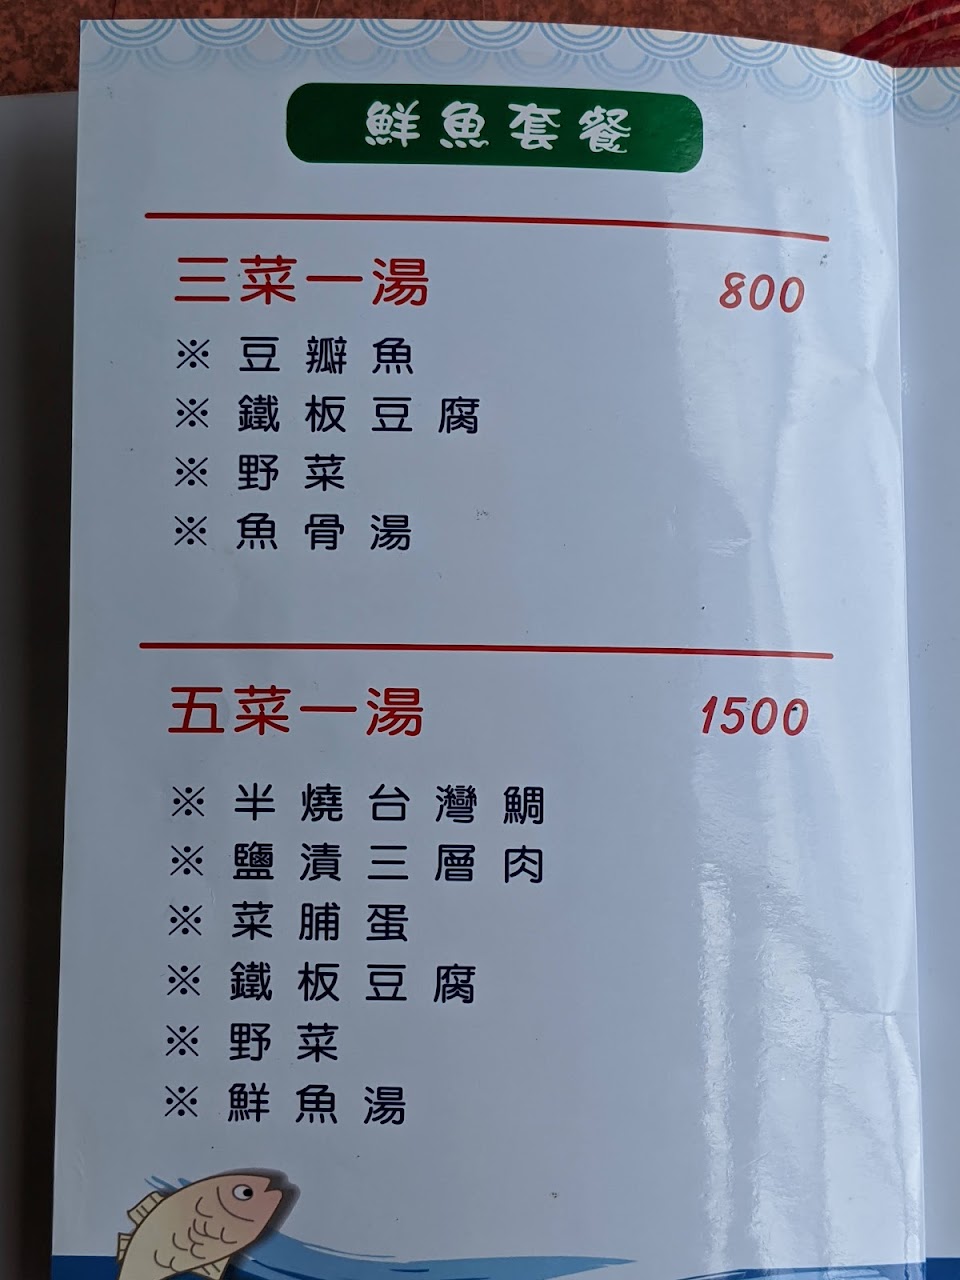 鮮魚套餐
三菜一湯 800
※ 豆瓣魚
※ 鐵板豆腐
※ 野菜
※ 魚骨湯
五菜一湯 1500
※ 半燒台灣鯛
※ 鹽漬三層肉
※ 菜脯蛋
※ 鐵板豆腐
※ 野菜
※ 鮮魚湯